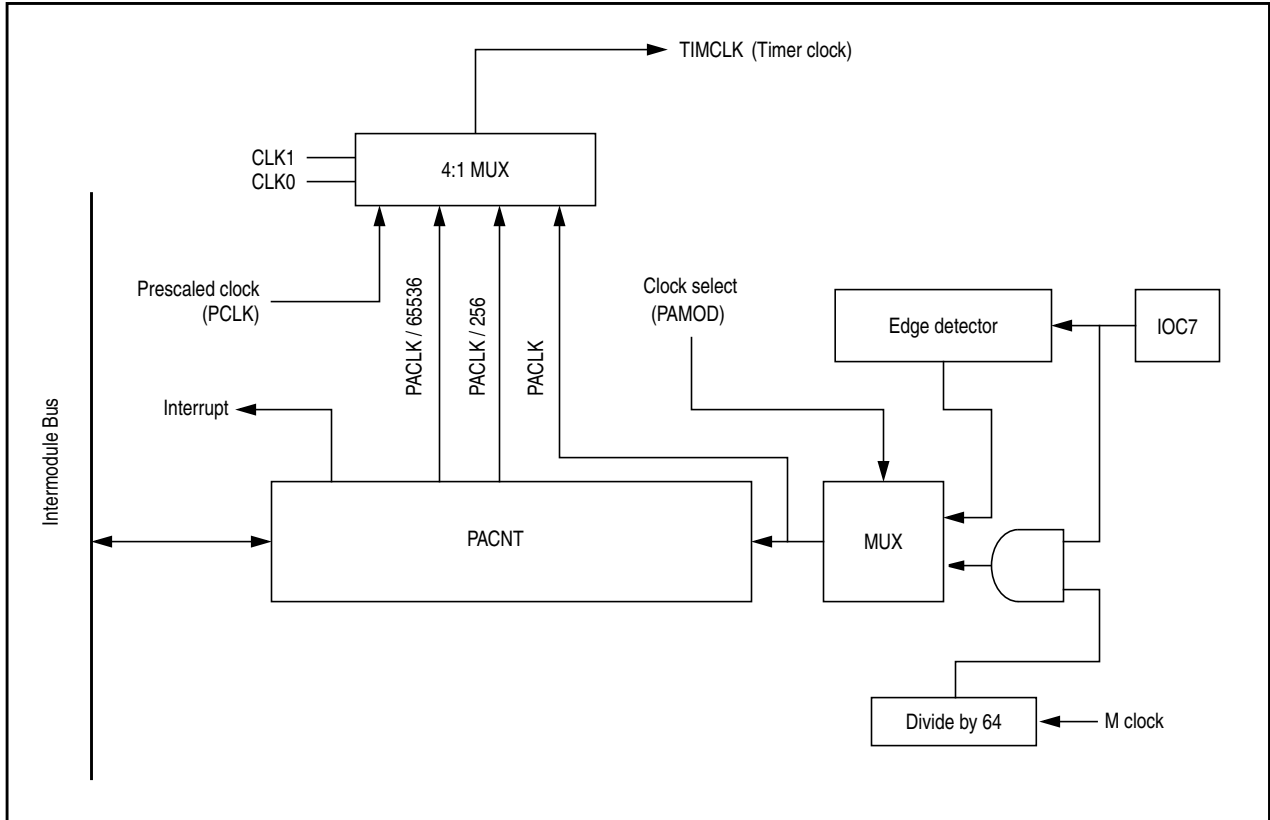 TIMCLK (Timer clock)
CLK1
CLK0
4:1 MUX
Prescaled clock
(PCLK)
PACLK / 65536
PACLK / 256
PACLK
Clock select
(PAMOD)
Edge detector
IOC7
Interrupt
Intermodule Bus
PACNT
MUX
Divide by 64
M clock